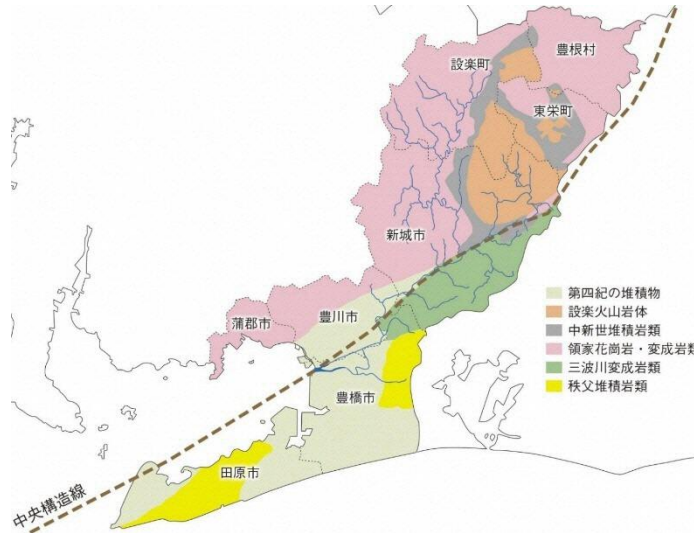 設楽町
豊根村
東栄町
新城市
豊川市
蒲郡市
豊橋市
田原市
中央構造線
第四紀の堆積物
設楽火山岩体
中新世堆積岩類
領家花崗岩・変成岩類
三波川変成岩類
秩父堆積岩類